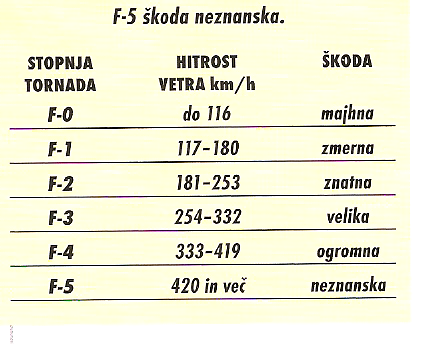 F-5 škoda neznanska.
STOPNJA TORNADA HITROST VETRA km/h ŠKODA
F-0 do 116 majhna
F-1 117–180 zmerna
F-2 181–253 znatna
F-3 254–332 velika
F-4 333–419 ogromna
F-5 420 in več neznanska